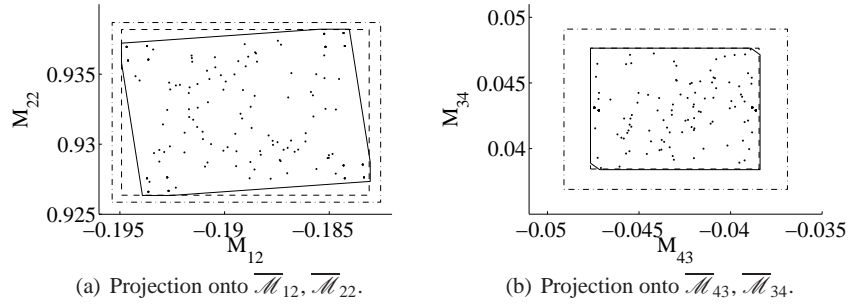 0.935
0.93
0.925
M22
−0.195
−0.19
−0.185
M12
0.05
0.045
0.04
M34
−0.05
−0.045
−0.04
−0.035
M43
(a) Projection onto ℳ̅12, ℳ̅22.
(b) Projection onto ℳ̅43, ℳ̅34.